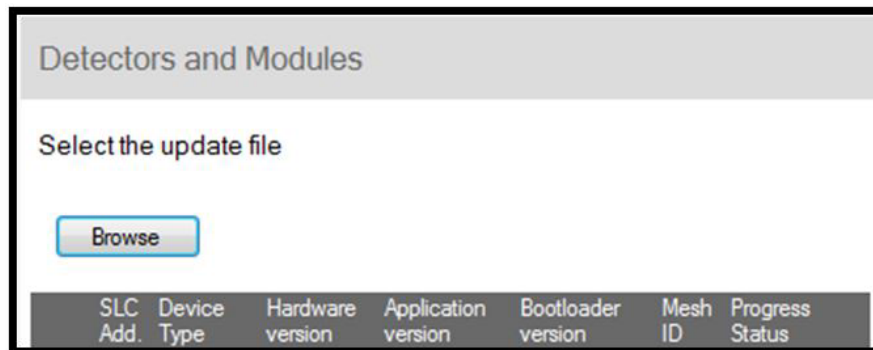 Detectors and Modules
Select the update file
Browse
SLC Device Hardware Application Bootloader Mesh Progress
Add. Type version version version ID Status